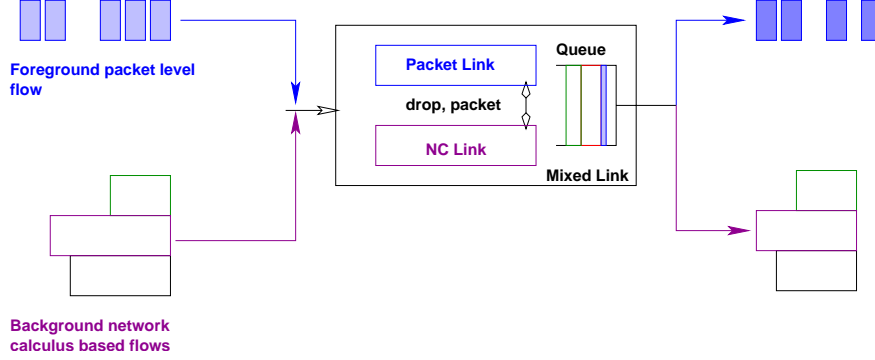 Foreground packet level
flow
Packet Link
Queue
drop, packet
NC Link
Mixed Link
Background network
calculus based flows